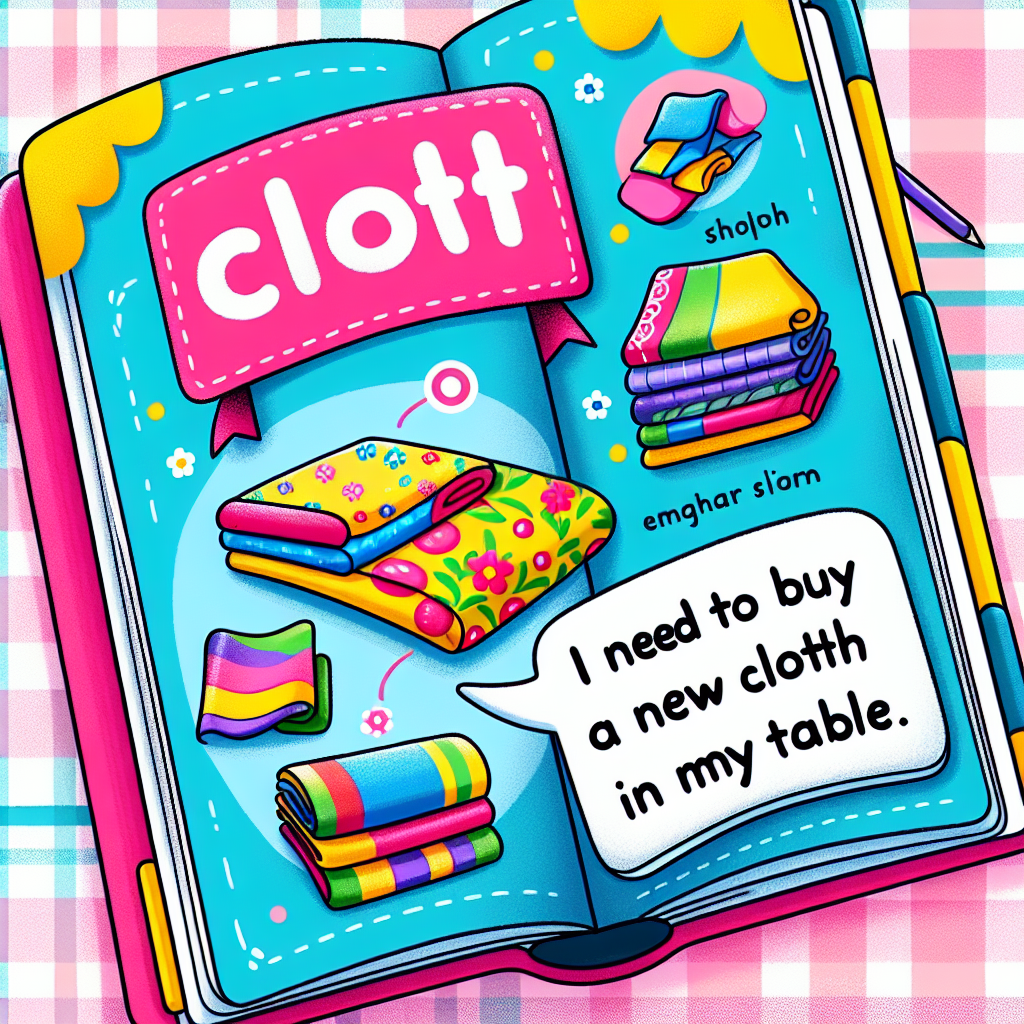 clott
sholoh
emghar slorn
I need to buy
a new clotth
in my table.